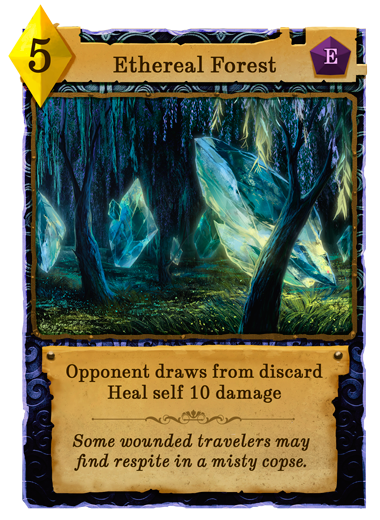 5
Ethereal Forest
E
Opponent draws from discard
Heal self 10 damage
Some wounded travelers may
find respite in a misty copse.